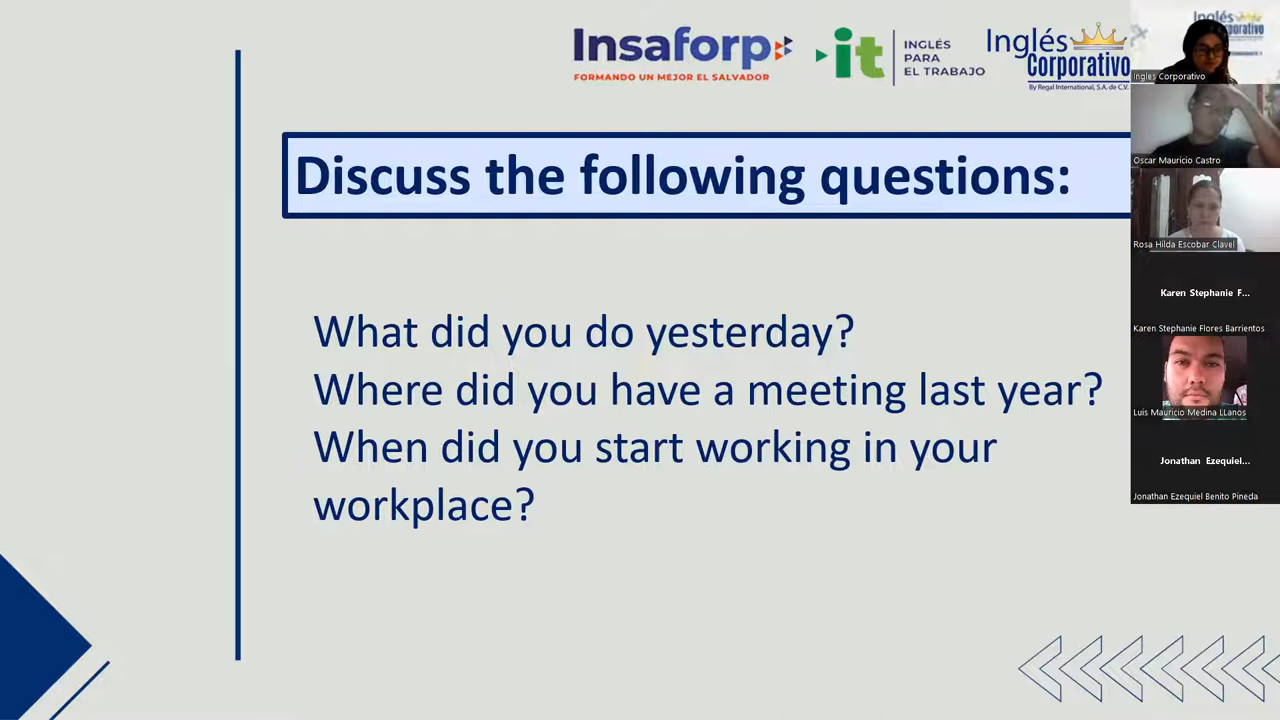 Insaforp
FORMANDO UN MEJOR EL SALVADOR
it
INGLÉS
PARA
EL TRABAJO
Inglés
Corporativo
By Regal International, S.A. de C.V.
Discuss the following questions:
What did you do yesterday?
Where did you have a meeting last year?
When did you start working in your
workplace?
Inglés Corporativo
Oscar Mauricio Castro
Rosa Hilda Escobar Clavel
Karen Stephanie F...
Karen Stephanie Flores Barrientos
Luis Mauricio Medina LLanos
Jonathan Ezequiel...
Jonathan Ezequiel Benito Pineda